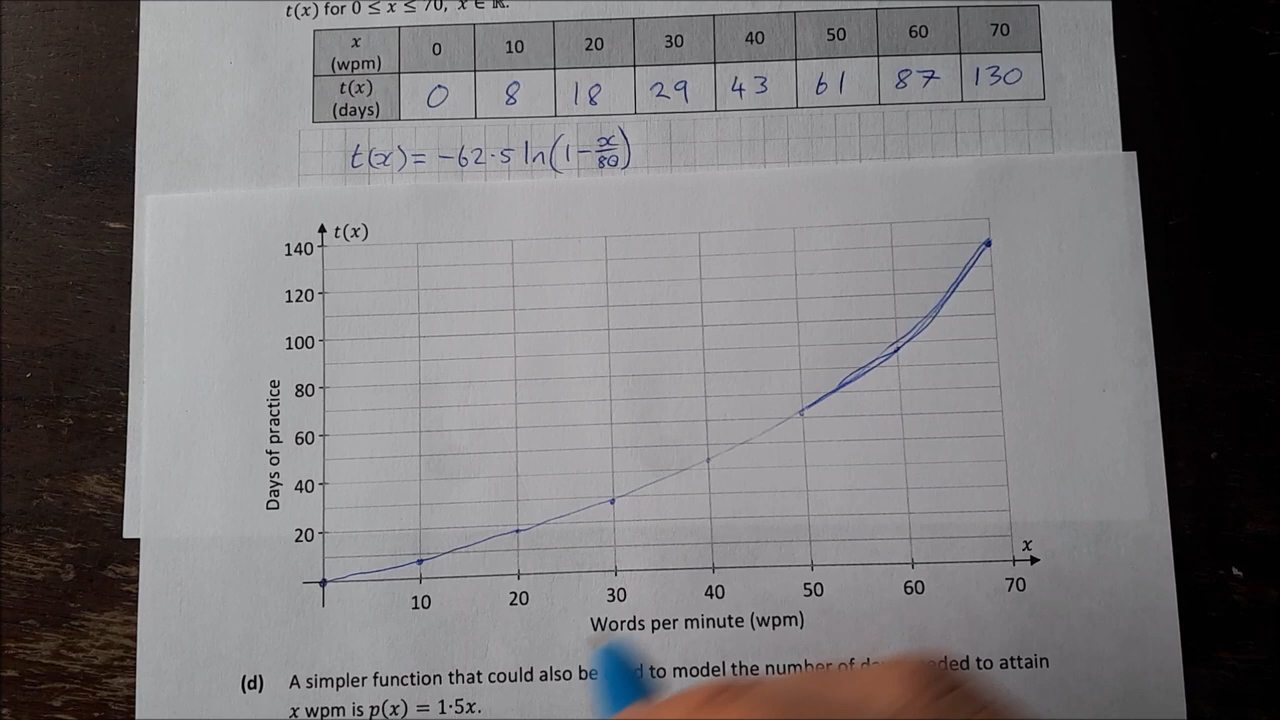 t(x) for 0 ≤ x ≤ 70, x ∈ ℝ.
x (wpm) 0 10 20 30 40 50 60 70
t(x) (days) 0 8 18 29 43 61 87 130
t(x) = -62·5 ln(1 - x/80)
t(x)
140
120
100
80
60
40
20
Days of practice
x
10 20 30 40 50 60 70
Words per minute (wpm)
(d) A simpler function that could also be to model the number of to attain
x wpm is p(x) = 1·5x.